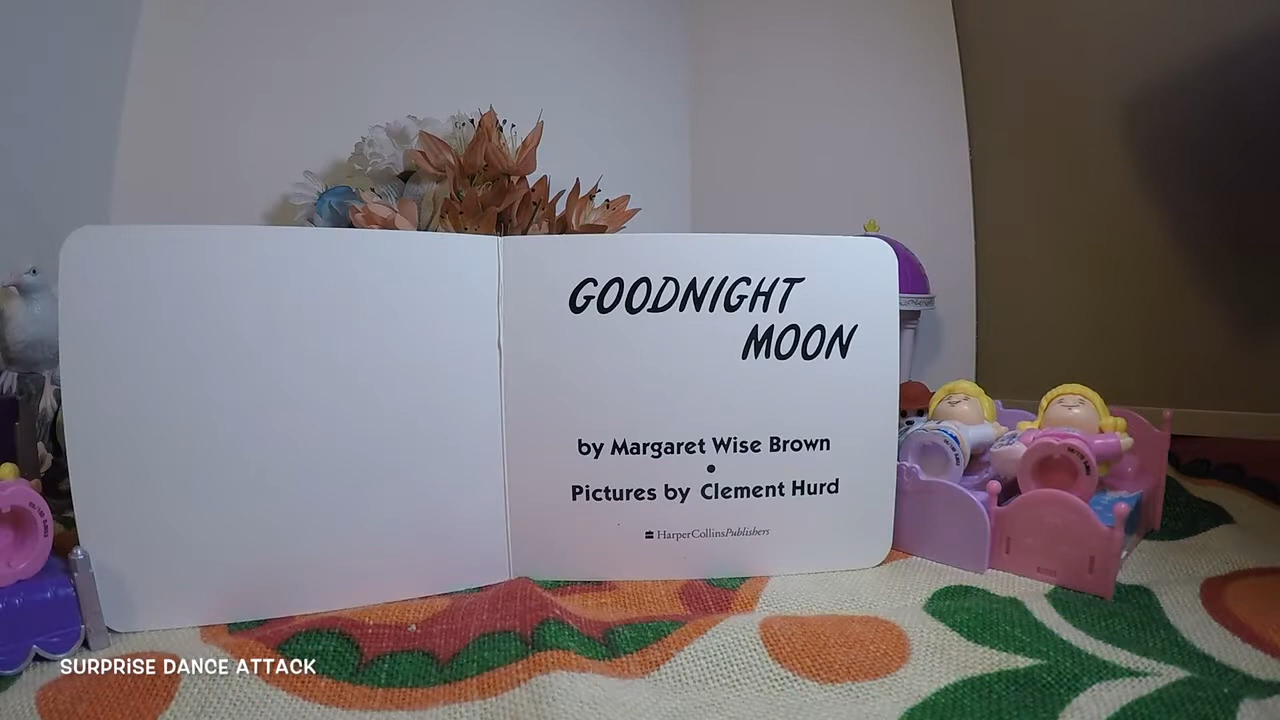 GOODNIGHT
MOON
by Margaret Wise Brown
•
Pictures by Clement Hurd
HarperCollinsPublishers
SURPRISE DANCE ATTACK